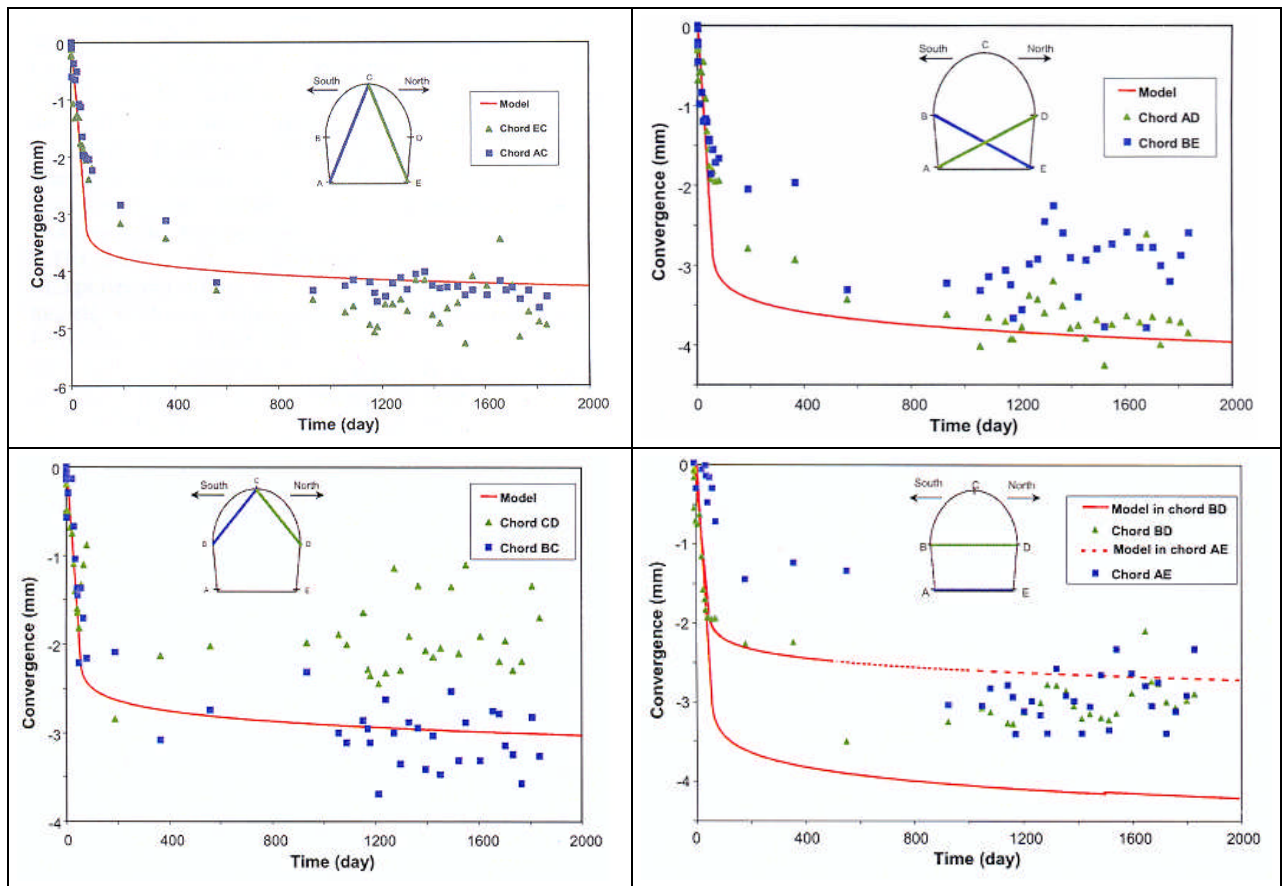 0
-1
-2
-3
-4
-5
-6
Convergence (mm)
0 400 800 1200 1600 2000
Time (day)
South North
C
B D
A E
Model
Chord EC
Chord AC
0
-1
-2
-3
-4
Convergence (mm)
0 400 800 1200 1600 2000
Time (day)
C
South North
B D
A E
Model
Chord AD
Chord BE
0
-1
-2
-3
-4
Convergence (mm)
0 400 800 1200 1600 2000
Time (day)
C
South North
B D
A E
Model
Chord CD
Chord BC
0
-1
-2
-3
-4
Convergence (mm)
0 400 800 1200 1600 2000
Time (day)
South North
C
B D
A E
Model in chord BD
Chord BD
Model in chord AE
Chord AE